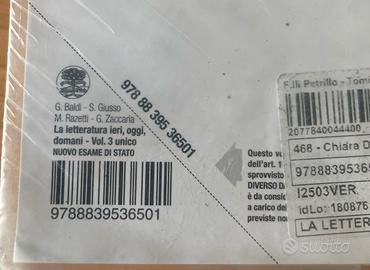 G. Baldi - S. Giusso
M. Razetti - G. Zaccaria
La letteratura ieri, oggi,
domani - Vol. 3 unico
NUOVO ESAME DI STATO
9788839536501
978 88 395 36501
Questo vo
dell'art. 1
sprovvisto
DIVERSO DA
è da consid
a carico del
previste no
F.lli Petrillo - Tom
2077840044400
468 - Chiara D
97888395365
I2503VER
idLo: 180876
LA LETTER
subito